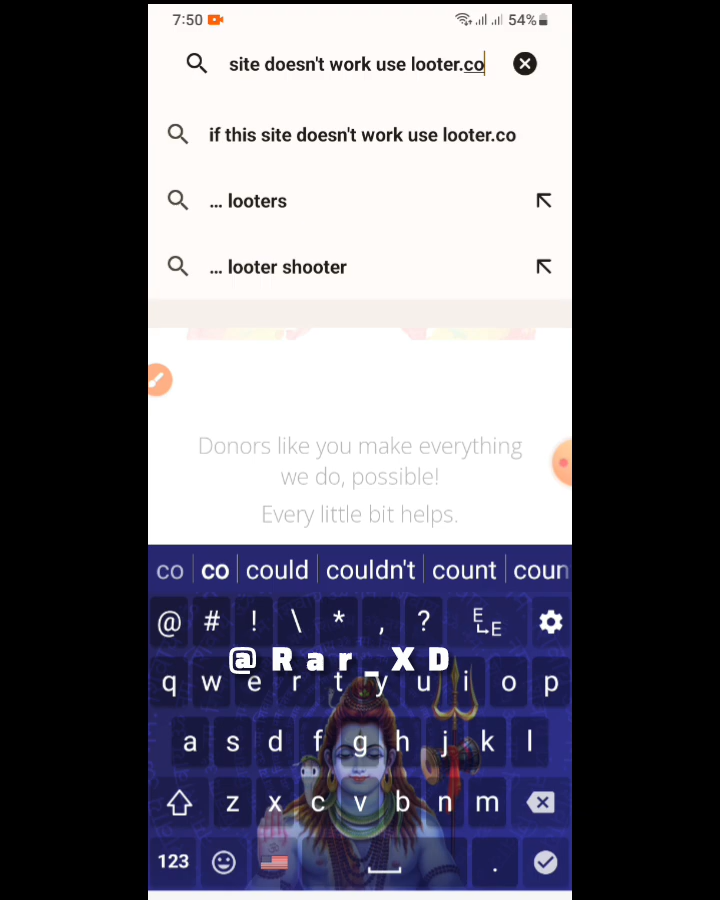 7:50 54%
site doesn't work use looter.co
if this site doesn't work use looter.co
... looters
... looter shooter
Donors like you make everything
we do, possible!
Every little bit helps.
co co could couldn't count coun
@ # ! \ * , ? E E
@Rar_XD
q w e r t y u i o p
a s d f g h j k l
z x c v b n m
123 .